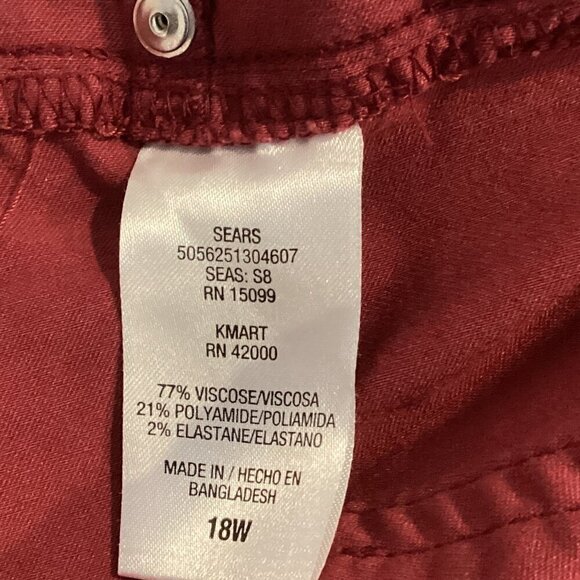 SEARS
5056251304607
SEAS: S8
RN 15099
KMART
RN 42000
77% VISCOSE/VISCOSA
21% POLYAMIDE/POLIAMIDA
2% ELASTANE/ELASTANO
MADE IN / HECHO EN
BANGLADESH
18W